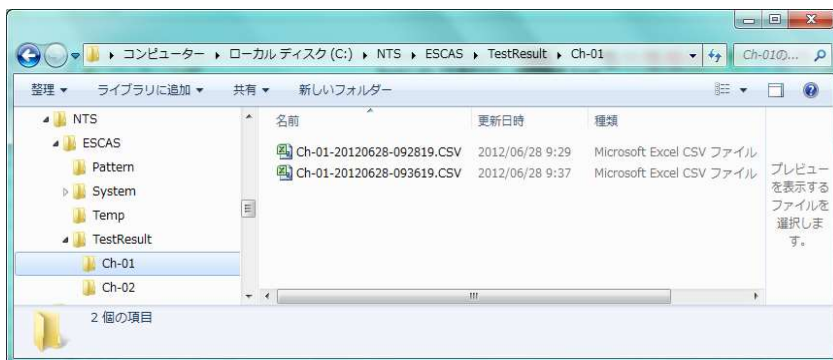 コンピューター ▸ ローカル ディスク (C:) ▸ NTS ▸ ESCAS ▸ TestResult ▸ Ch-01
Ch-01の...
整理 ライブラリに追加 共有 新しいフォルダー
NTS
ESCAS
Pattern
System
Temp
TestResult
Ch-01
Ch-02
名前 更新日時 種類
Ch-01-20120628-092819.CSV 2012/06/28 9:29 Microsoft Excel CSV ファイル
Ch-01-20120628-093619.CSV 2012/06/28 9:37 Microsoft Excel CSV ファイル
プレビュー
を表示する
ファイルを
選択しま
す。
2 個の項目